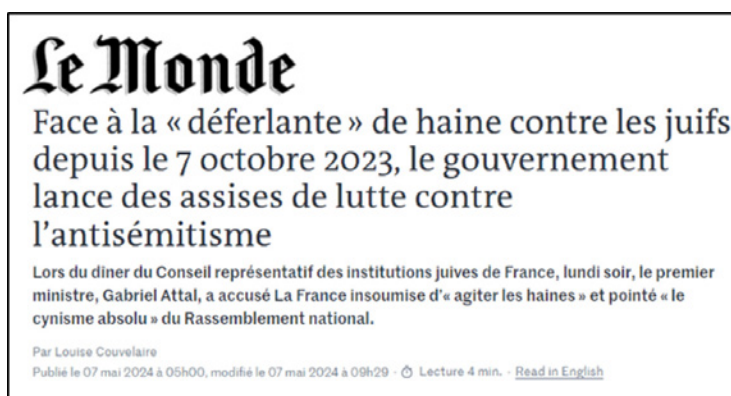 Le Monde
Face à la « déferlante » de haine contre les juifs
depuis le 7 octobre 2023, le gouvernement
lance des assises de lutte contre
l’antisémitisme
Lors du dîner du Conseil représentatif des institutions juives de France, lundi soir, le premier
ministre, Gabriel Attal, a accusé La France insoumise d’« agiter les haines » et pointé « le
cynisme absolu » du Rassemblement national.
Par Louise Couvelaire
Publié le 07 mai 2024 à 05h00, modifié le 07 mai 2024 à 09h29 · Lecture 4 min. · Read in English